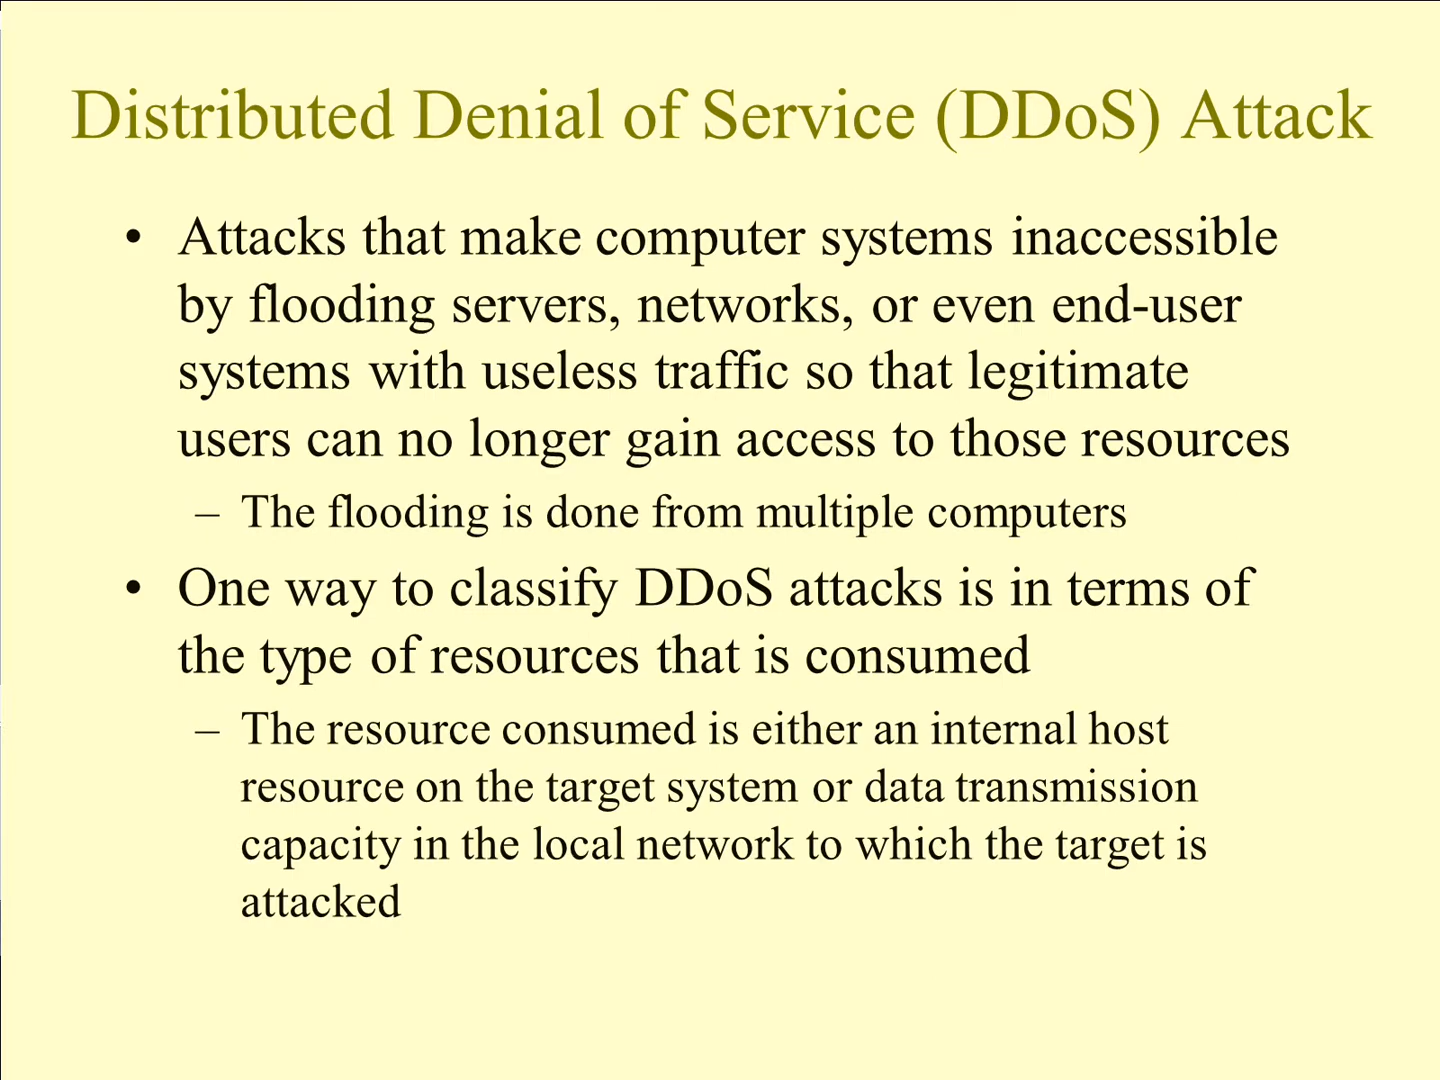 Distributed Denial of Service (DDoS) Attack
• Attacks that make computer systems inaccessible
by flooding servers, networks, or even end-user
systems with useless traffic so that legitimate
users can no longer gain access to those resources
– The flooding is done from multiple computers
• One way to classify DDoS attacks is in terms of
the type of resources that is consumed
– The resource consumed is either an internal host
resource on the target system or data transmission
capacity in the local network to which the target is
attacked